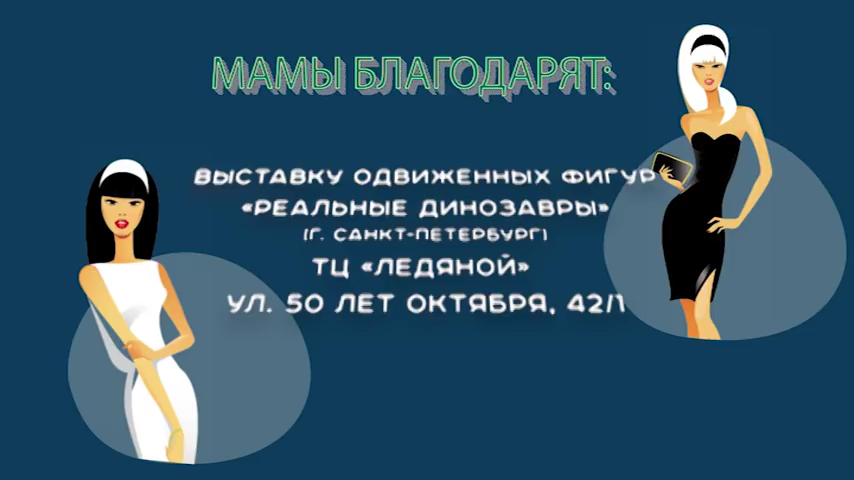 МАМЫ БЛАГОДАРЯТ:
ВЫСТАВКУ ОДВИЖЕННЫХ ФИГУР
«РЕАЛЬНЫЕ ДИНОЗАВРЫ»
(Г. САНКТ-ПЕТЕРБУРГ)
ТЦ «ЛЕДЯНОЙ»
УЛ. 50 ЛЕТ ОКТЯБРЯ, 42/1